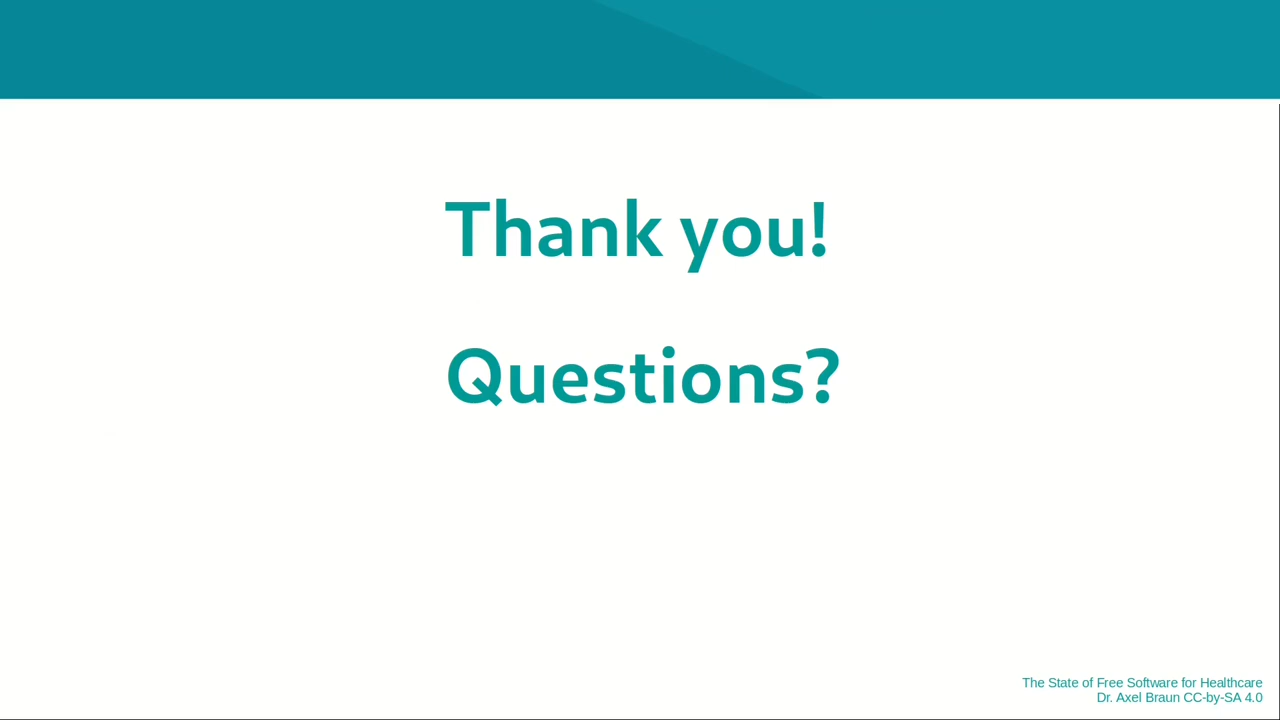 Thank you!
Questions?
The State of Free Software for Healthcare
Dr. Axel Braun CC-by-SA 4.0